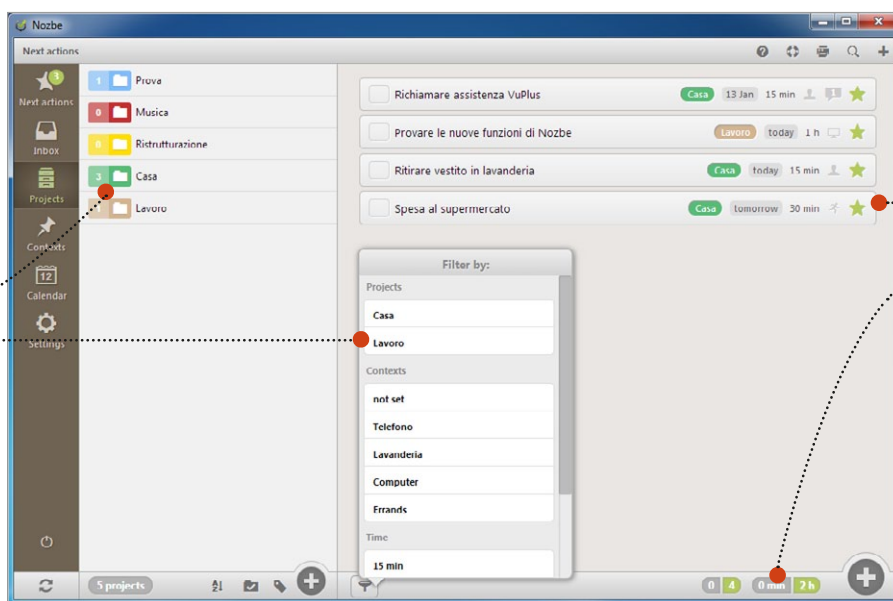 Nozbe
Next actions
3
Next actions
Inbox
Projects
Contexts
12
Calendar
Settings
1 Prova
0 Musica
0 Ristrutturazione
3 Casa
1 Lavoro
5 projects
Richiamare assistenza VuPlus Casa 13 Jan 15 min
Provare le nuove funzioni di Nozbe Lavoro today 1 h
Ritirare vestito in lavanderia Casa today 15 min
Spesa al supermercato Casa tomorrow 30 min
Filter by:
Projects
Casa
Lavoro
Contexts
not set
Telefono
Lavanderia
Computer
Errands
Time
15 min
0 4 0 min 2 h